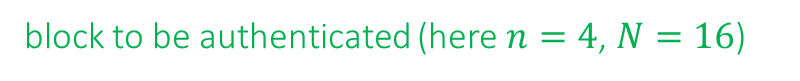 block to be authenticated (here n = 4, N = 16)